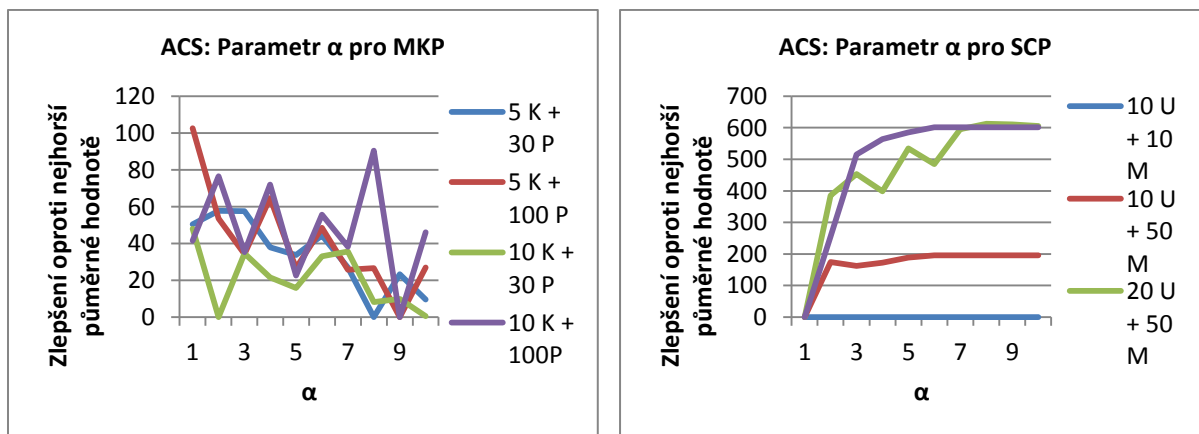 ACS: Parametr α pro MKP
Zlepšení oproti nejhorší
půměrné hodnotě
120
100
80
60
40
20
0
1 3 5 7 9
α
5 K +
30 P
5 K +
100 P
10 K +
30 P
10 K +
100P
ACS: Parametr α pro SCP
Zlepšení oproti nejhorší
půměrné hodnotě
700
600
500
400
300
200
100
0
1 3 5 7 9
α
10 U
+ 10
M
10 U
+ 50
M
20 U
+ 50
M